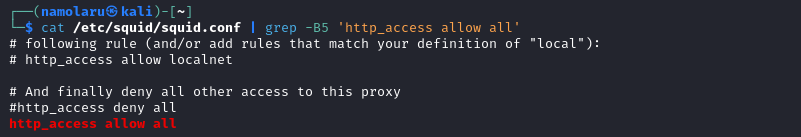 ┌──(namolaru㉿kali)-[~]
└─$ cat /etc/squid/squid.conf | grep -B5 'http_access allow all'
# following rule (and/or add rules that match your definition of "local"):
# http_access allow localnet

# And finally deny all other access to this proxy
#http_access deny all
http_access allow all